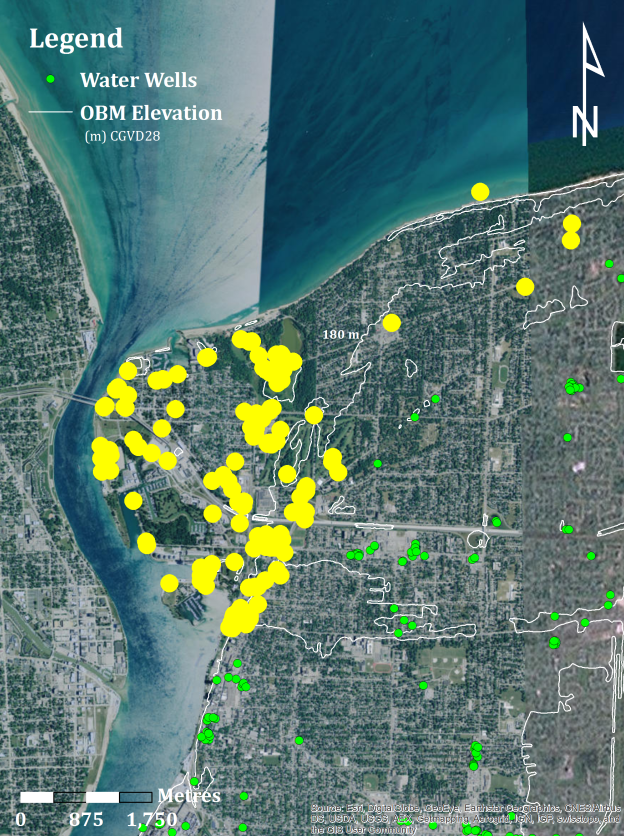 Legend
Water Wells
OBM Elevation
(m) CGVD28
N
180 m
Metres
0 875 1,750
Source: Esri, DigitalGlobe, GeoEye, Earthstar Geographics, CNES/Airbus
DS, USDA, USGS, AEX, Getmapping, Aerogrid, IGN, IGP, swisstopo, and
the GIS User Community